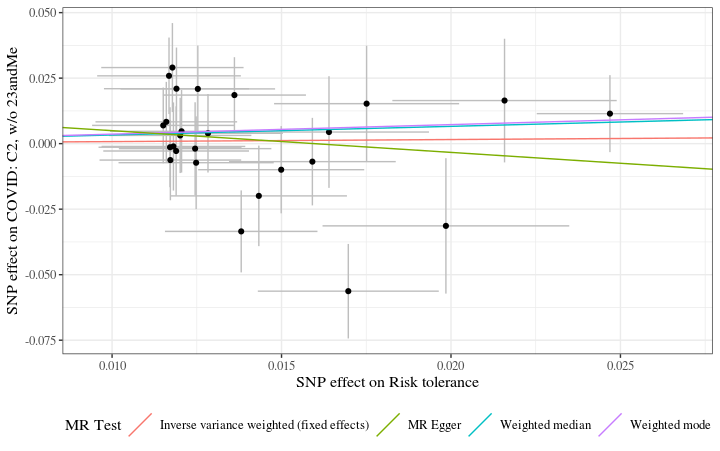 SNP effect on COVID: C2, w/o 23andMe
0.050
0.025
0.000
-0.025
-0.050
-0.075
0.010
0.015
0.020
0.025
SNP effect on Risk tolerance
MR Test
Inverse variance weighted (fixed effects)
MR Egger
Weighted median
Weighted mode